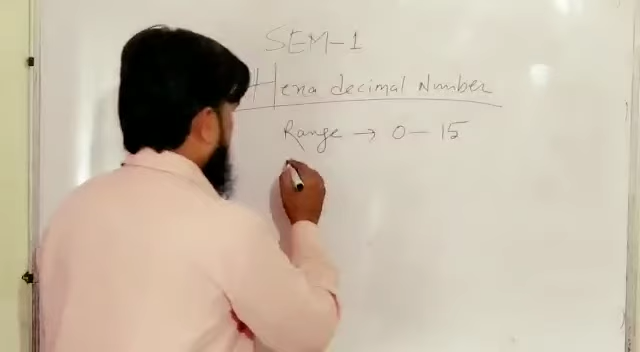 SEM-1
Hexa decimal Number
Range → 0 - 15